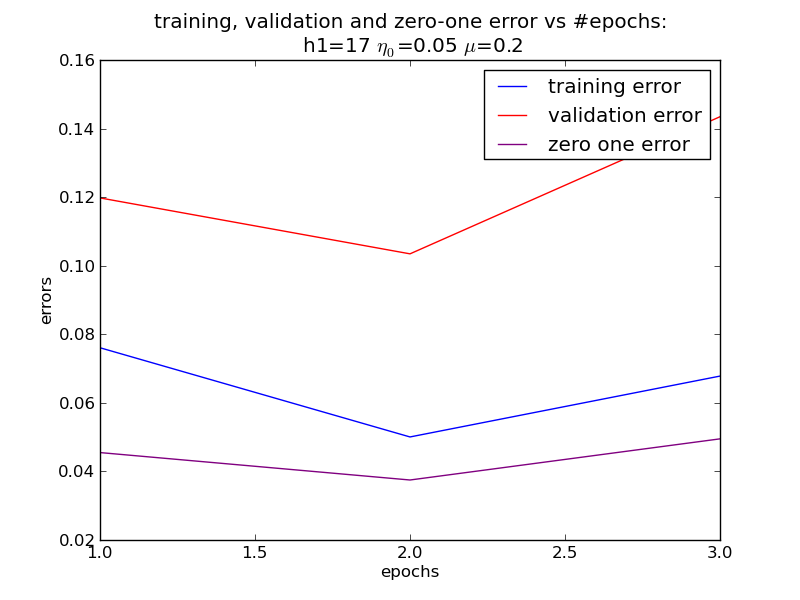 training, validation and zero-one error vs #epochs:
h1=17 η₀=0.05 μ=0.2
training error
validation error
zero one error
0.16
0.14
0.12
0.10
0.08
0.06
0.04
0.02
errors
1.0 1.5 2.0 2.5 3.0
epochs